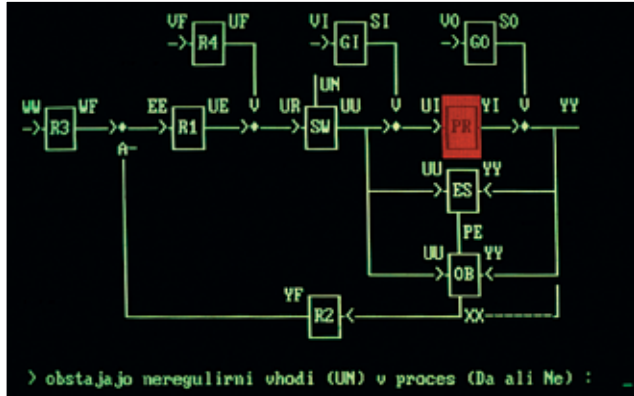 VF UF VI SI VO SO
-> R4 -> GI -> GO
UN
WW WF EE UE V UR UU V UI YI V YY
-> R3 R1 SW PR
A-
UU YY
ES
PE
UU YY
OB
YF
R2 XX
> obstajajo neregulirni vhodi (UN) v proces (Da ali Ne) : _